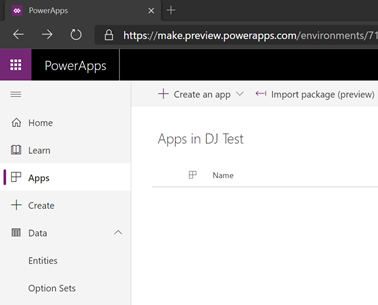 PowerApps
https://make.preview.powerapps.com/environments/71
PowerApps
Create an app
Import package (preview)
Home
Learn
Apps
Create
Data
Entities
Option Sets
Apps in DJ Test
Name